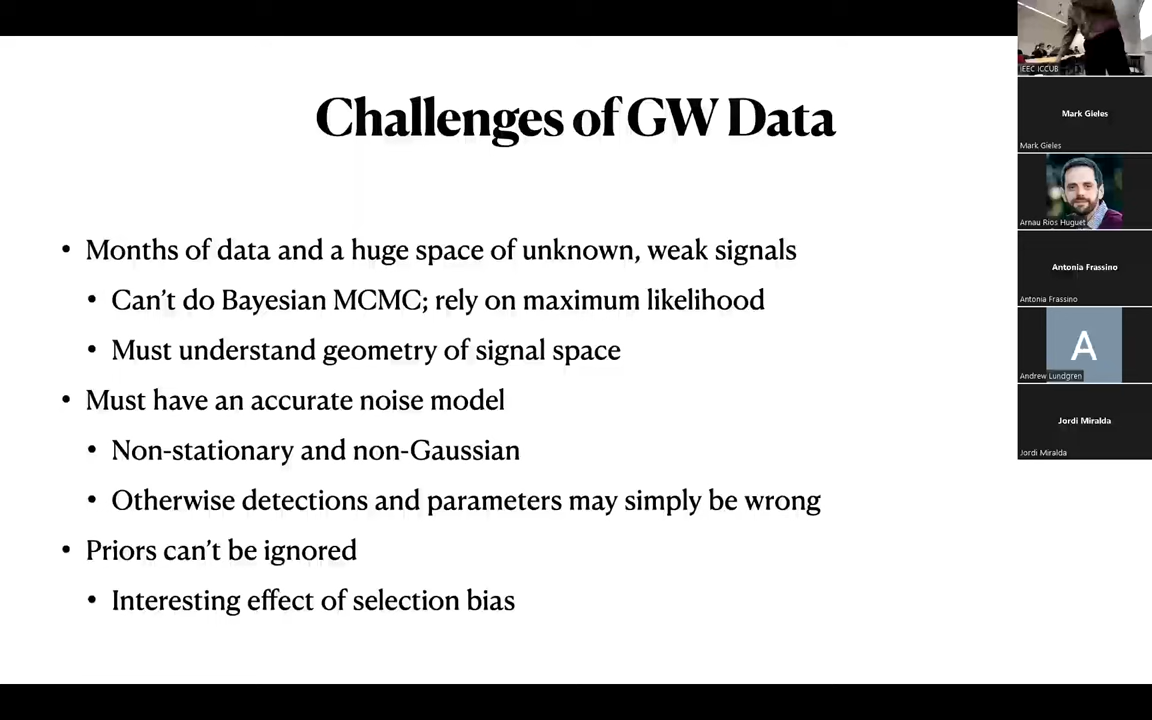 Challenges of GW Data
• Months of data and a huge space of unknown, weak signals
• Can’t do Bayesian MCMC; rely on maximum likelihood
• Must understand geometry of signal space
• Must have an accurate noise model
• Non-stationary and non-Gaussian
• Otherwise detections and parameters may simply be wrong
• Priors can’t be ignored
• Interesting effect of selection bias
IEEC ICCUB
Mark Gieles
Mark Gieles
Arnau Rios Huguet
Antonia Frassino
Antonia Frassino
A
Andrew Lundgren
Jordi Miralda
Jordi Miralda